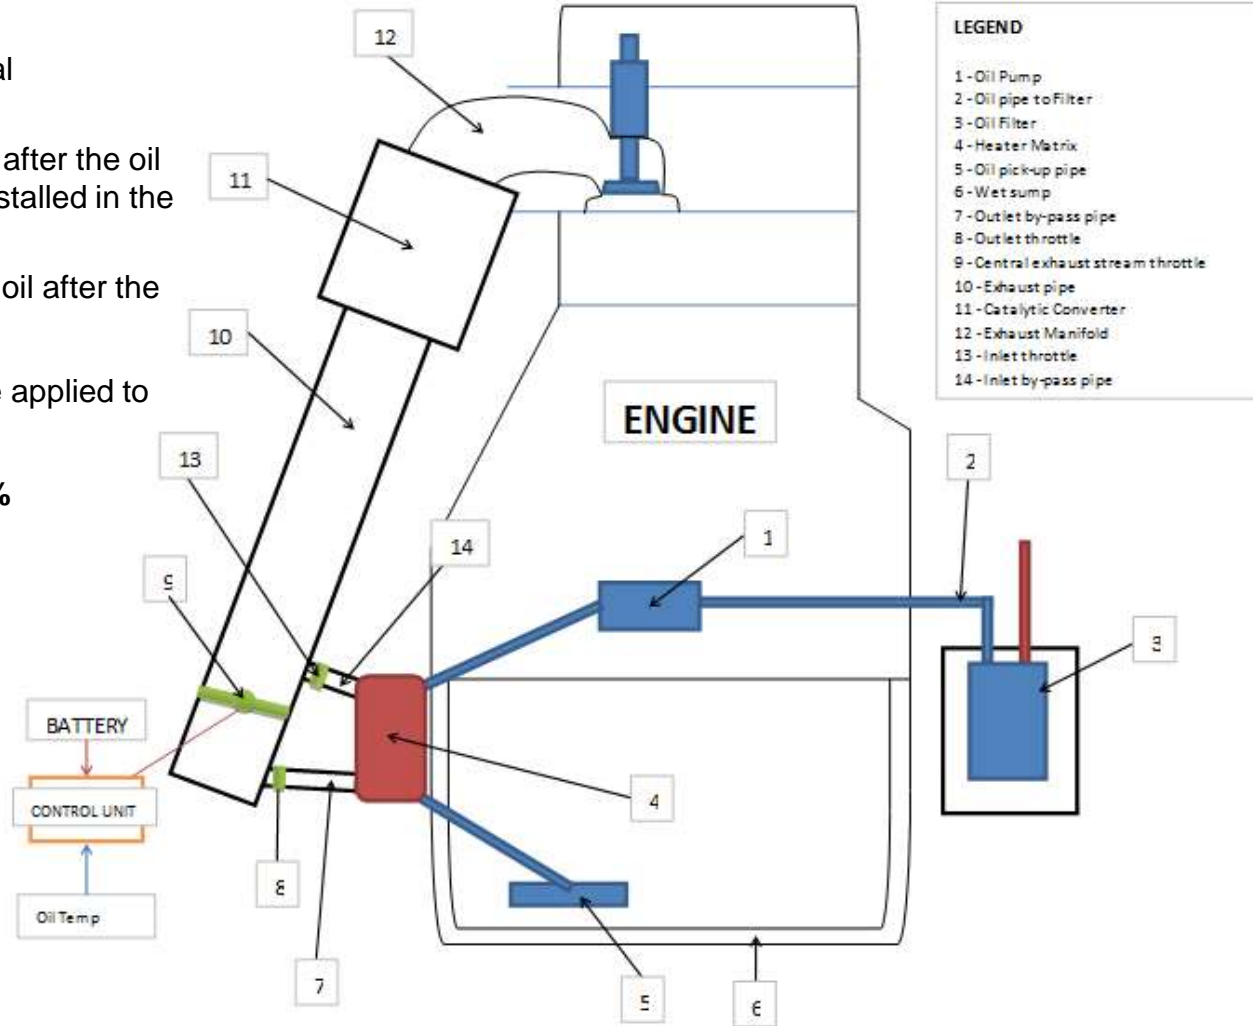 al
after the oil
stalled in the
oil after the
e applied to
%
LEGEND
1 - Oil Pump
2 - Oil pipe to Filter
3 - Oil Filter
4 - Heater Matrix
5 - Oil pick-up pipe
6 - Wet sump
7 - Outlet by-pass pipe
8 - Outlet throttle
9 - Central exhaust stream throttle
10 - Exhaust pipe
11 - Catalytic Converter
12 - Exhaust Manifold
13 - Inlet throttle
14 - Inlet by-pass pipe
12
11
10
ENGINE
13
2
14
1
9
3
BATTERY
CONTROL UNIT
4
8
Oil Temp
7
5
6